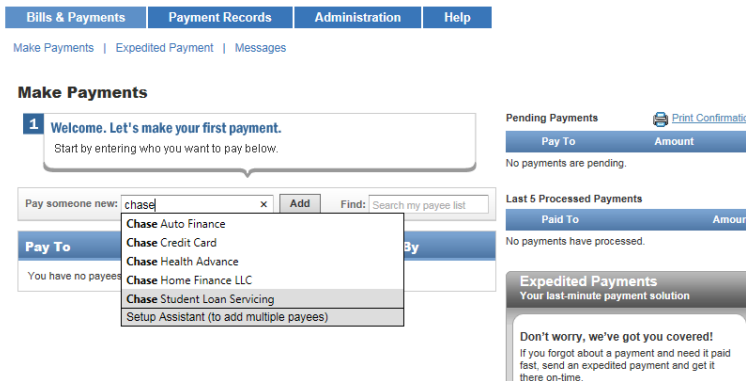 Bills & Payments Payment Records Administration Help
Make Payments | Expedited Payment | Messages
Make Payments
1 Welcome. Let's make your first payment.
Start by entering who you want to pay below.
Pay someone new: chase × Add Find: Search my payee list
Chase Auto Finance
Chase Credit Card
Chase Health Advance
Chase Home Finance LLC
Chase Student Loan Servicing
Setup Assistant (to add multiple payees)
Pay To By
You have no payees
Pending Payments Print Confirmatio
Pay To Amount
No payments are pending.
Last 5 Processed Payments
Paid To Amour
No payments have processed.
Expedited Payments
Your last-minute payment solution
Don't worry, we've got you covered!
If you forgot about a payment and need it paid
fast, send an expedited payment and get it
there on-time.